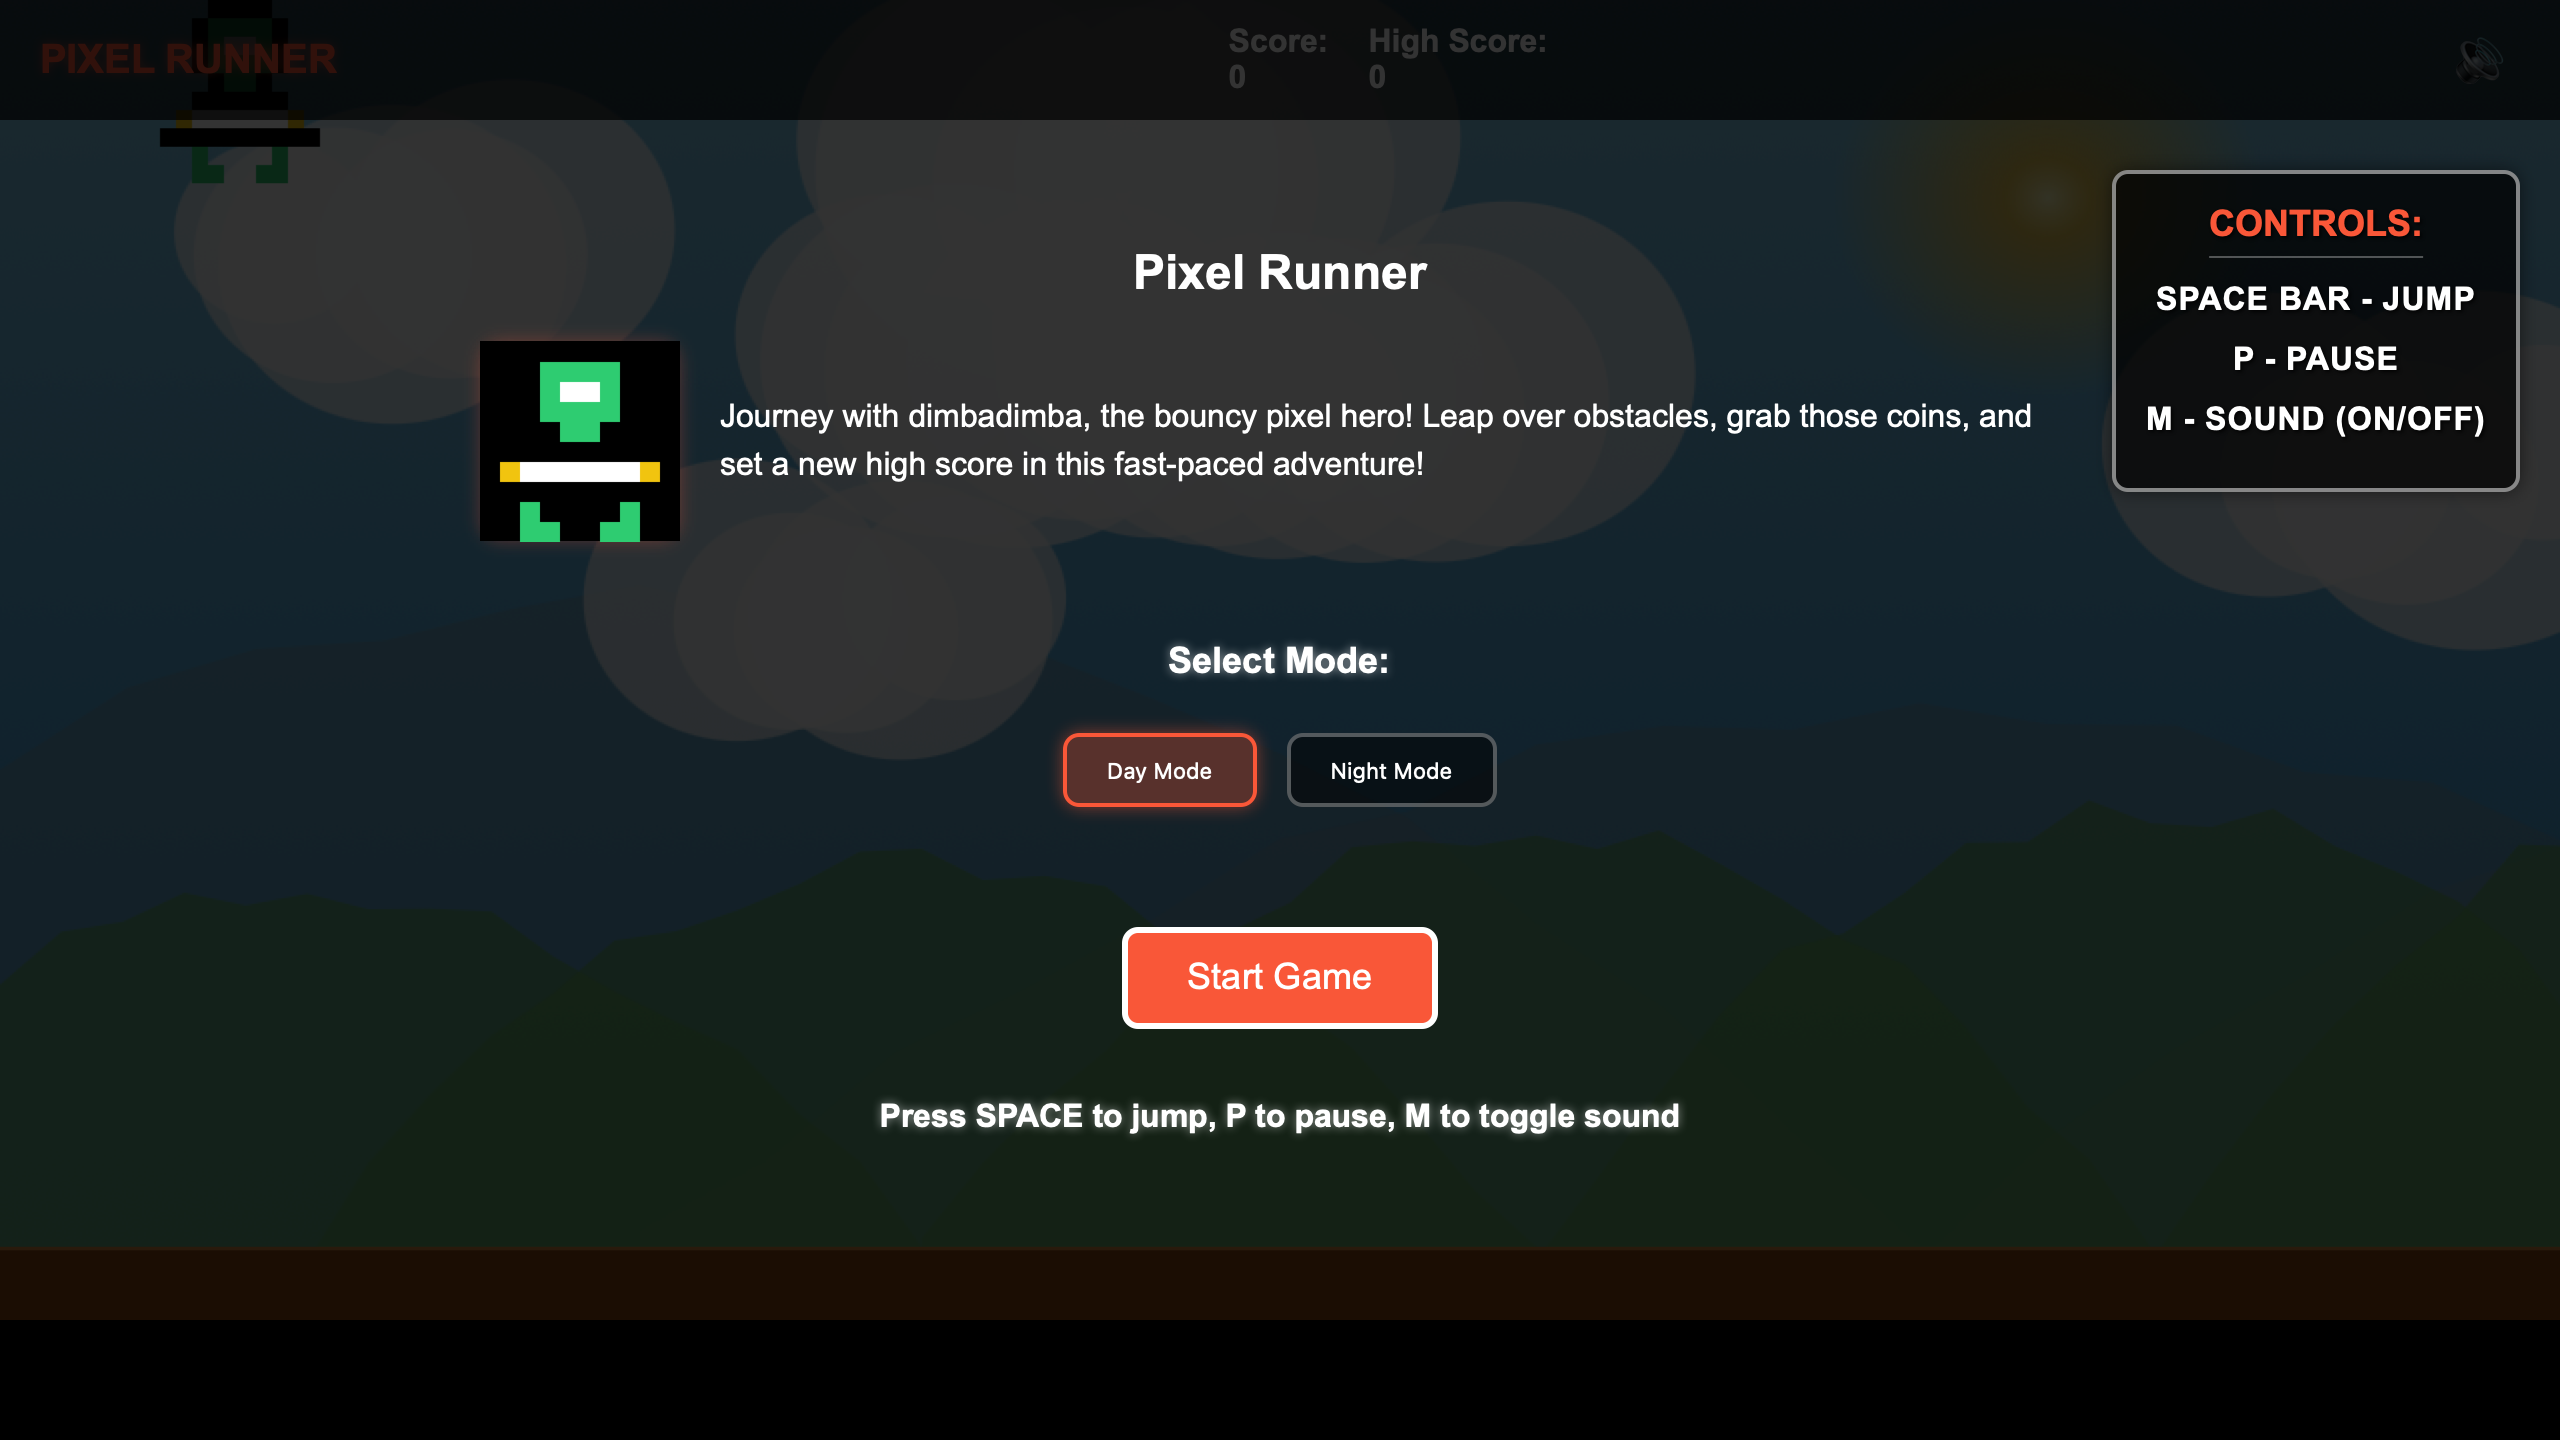 PIXEL RUNNER
Score:
0
High Score:
0
CONTROLS:
SPACE BAR - JUMP
P - PAUSE
M - SOUND (ON/OFF)
Pixel Runner
Journey with dimbadimba, the bouncy pixel hero! Leap over obstacles, grab those coins, and
set a new high score in this fast-paced adventure!
Select Mode:
Day Mode
Night Mode
Start Game
Press SPACE to jump, P to pause, M to toggle sound